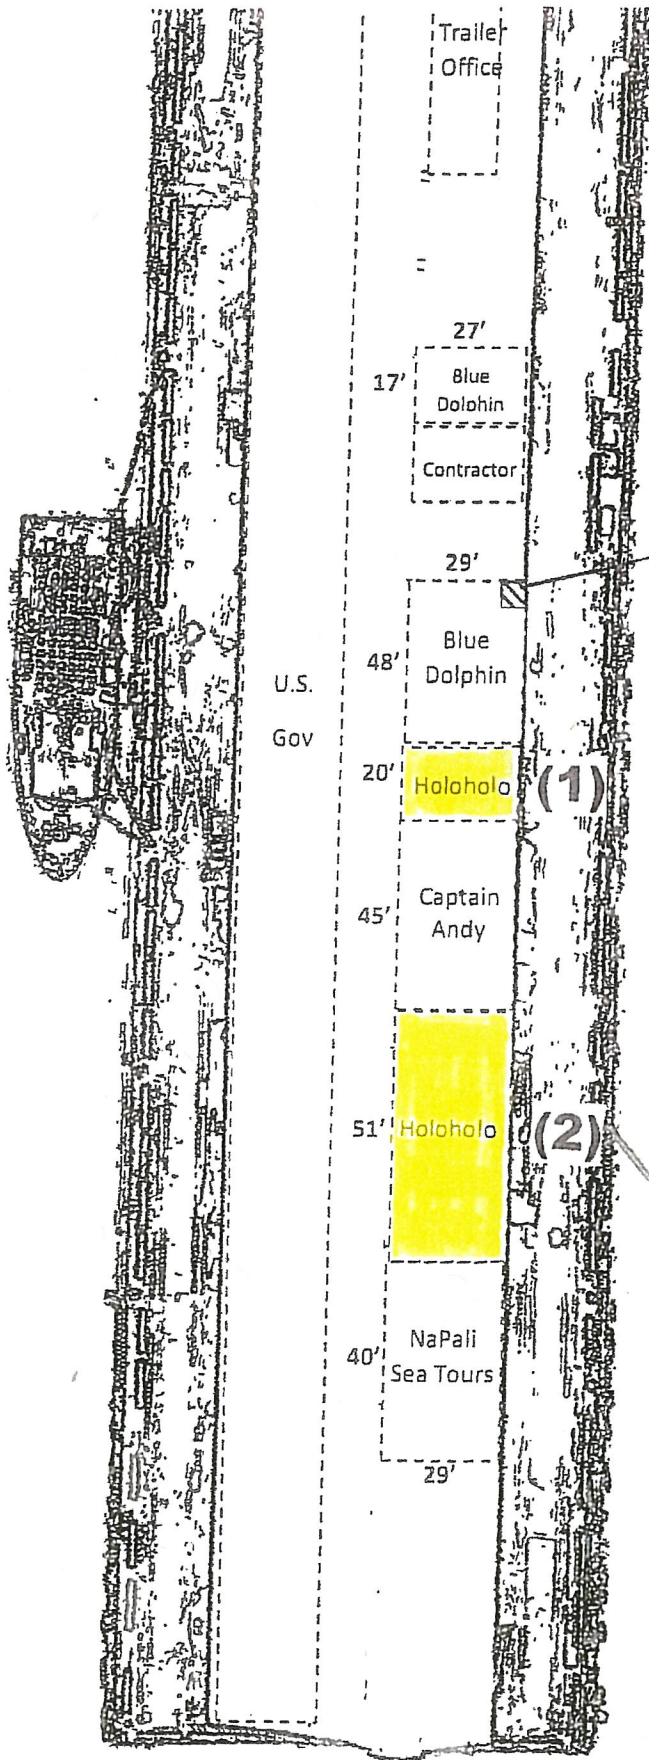 Trailer
Office
27'
17'
Blue
Dolphin
Contractor
29'
Blue
Dolphin
48'
U.S.
Gov
20'
Holoholo
(1)
Captain
Andy
45'
51'
Holoholo
(2)
NaPali
Sea Tours
40'
29'